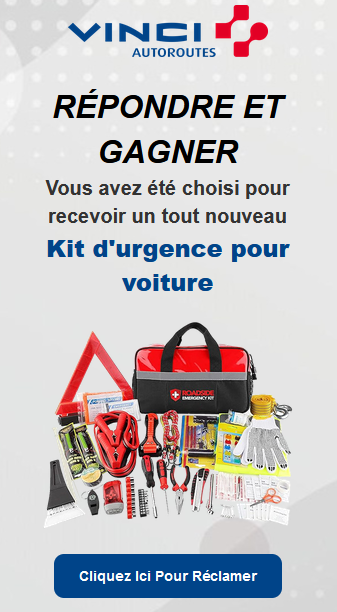 VINCI
AUTOROUTES
RÉPONDRE ET
GAGNER
Vous avez été choisi pour
recevoir un tout nouveau
Kit d'urgence pour
voiture
ROADSIDE
EMERGENCY KIT
Cliquez Ici Pour Réclamer